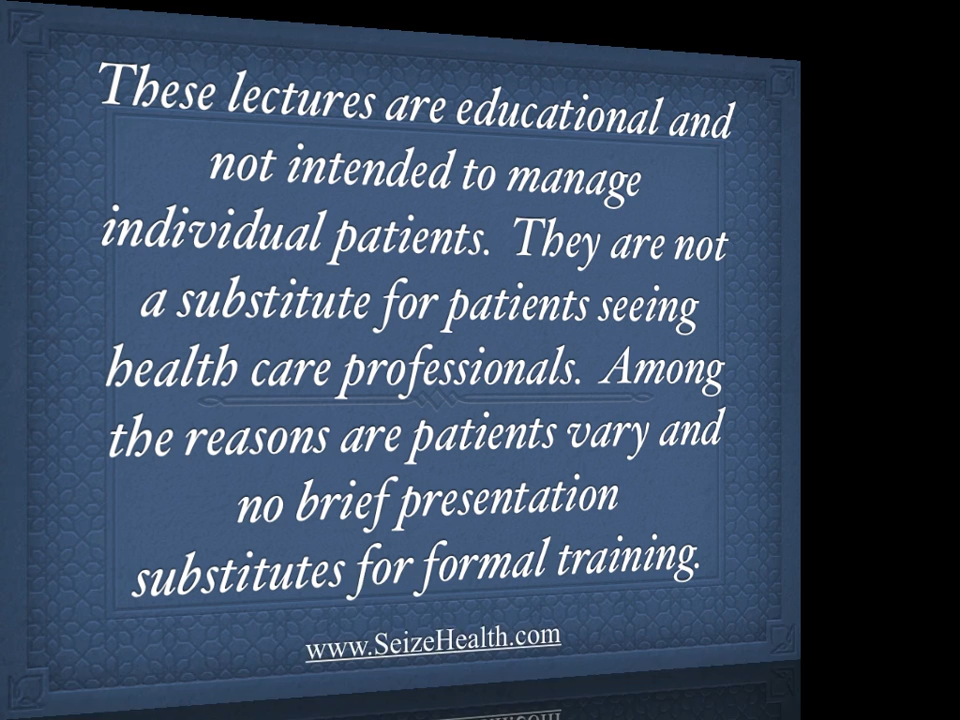 These lectures are educational and
not intended to manage
individual patients. They are not
a substitute for patients seeing
health care professionals. Among
the reasons are patients vary and
no brief presentation
substitutes for formal training.
www.SeizeHealth.com